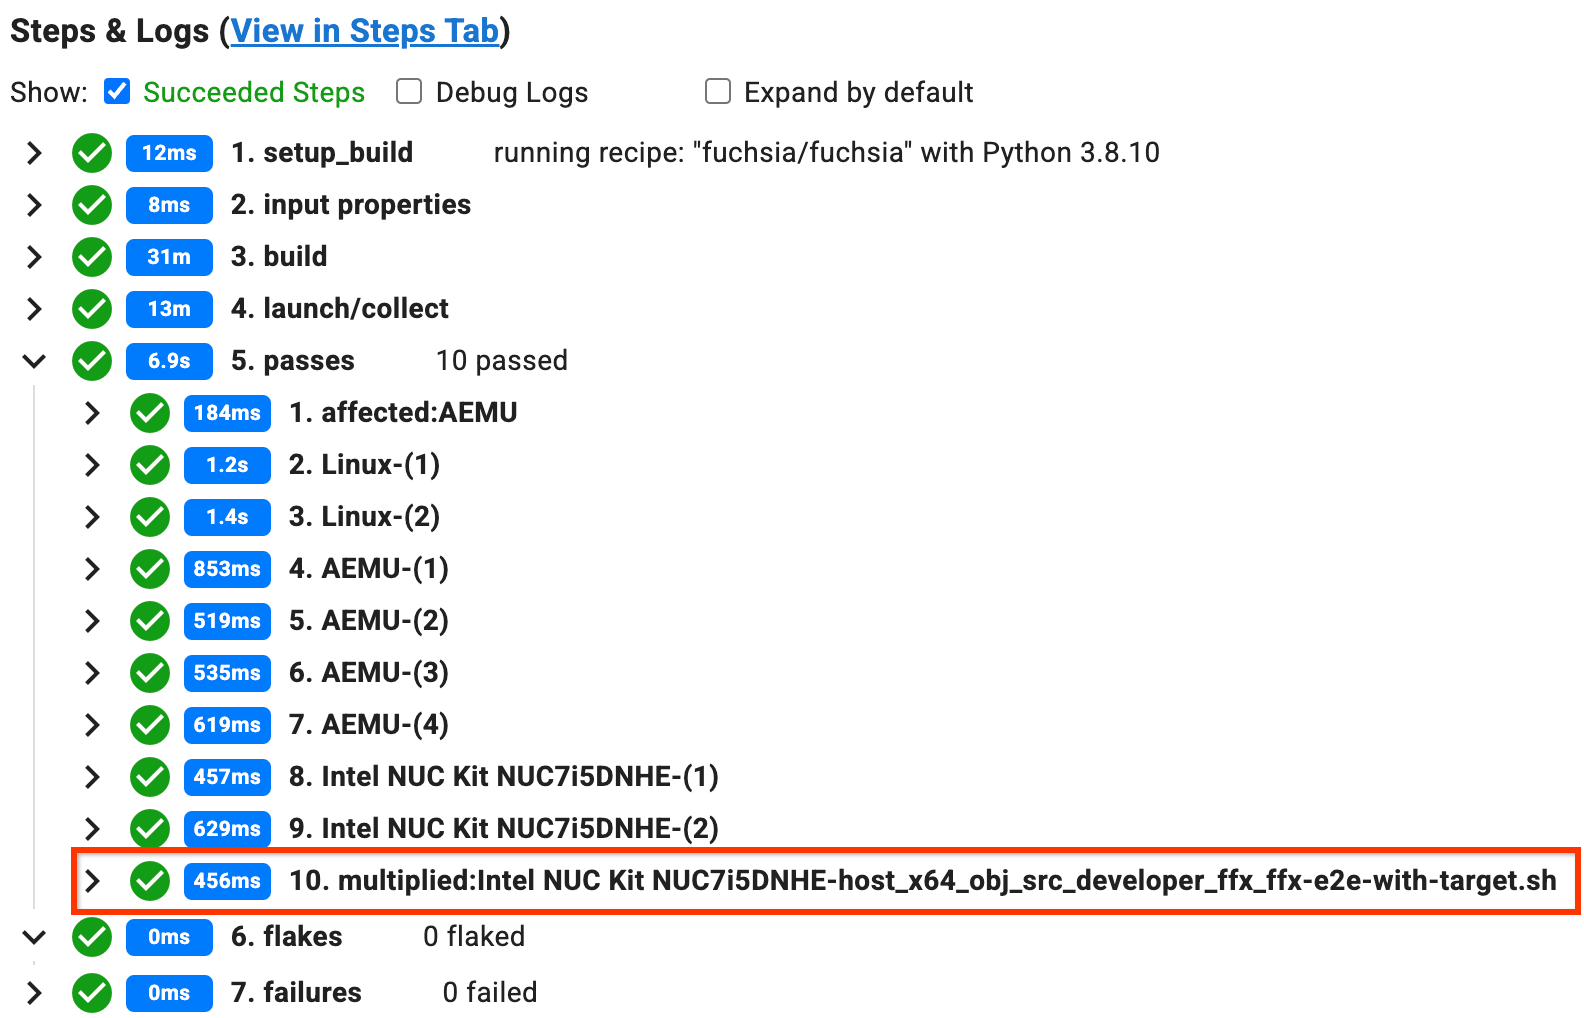 Steps & Logs (View in Steps Tab)
Show: Succeeded Steps Debug Logs Expand by default
12ms 1. setup_build running recipe: "fuchsia/fuchsia" with Python 3.8.10
8ms 2. input properties
31m 3. build
13m 4. launch/collect
6.9s 5. passes 10 passed
184ms 1. affected:AEMU
1.2s 2. Linux-(1)
1.4s 3. Linux-(2)
853ms 4. AEMU-(1)
519ms 5. AEMU-(2)
535ms 6. AEMU-(3)
619ms 7. AEMU-(4)
457ms 8. Intel NUC Kit NUC7i5DNHE-(1)
629ms 9. Intel NUC Kit NUC7i5DNHE-(2)
456ms 10. multiplied:Intel NUC Kit NUC7i5DNHE-host_x64_obj_src_developer_ffx_ffx-e2e-with-target.sh
0ms 6. flakes 0 flaked
0ms 7. failures 0 failed